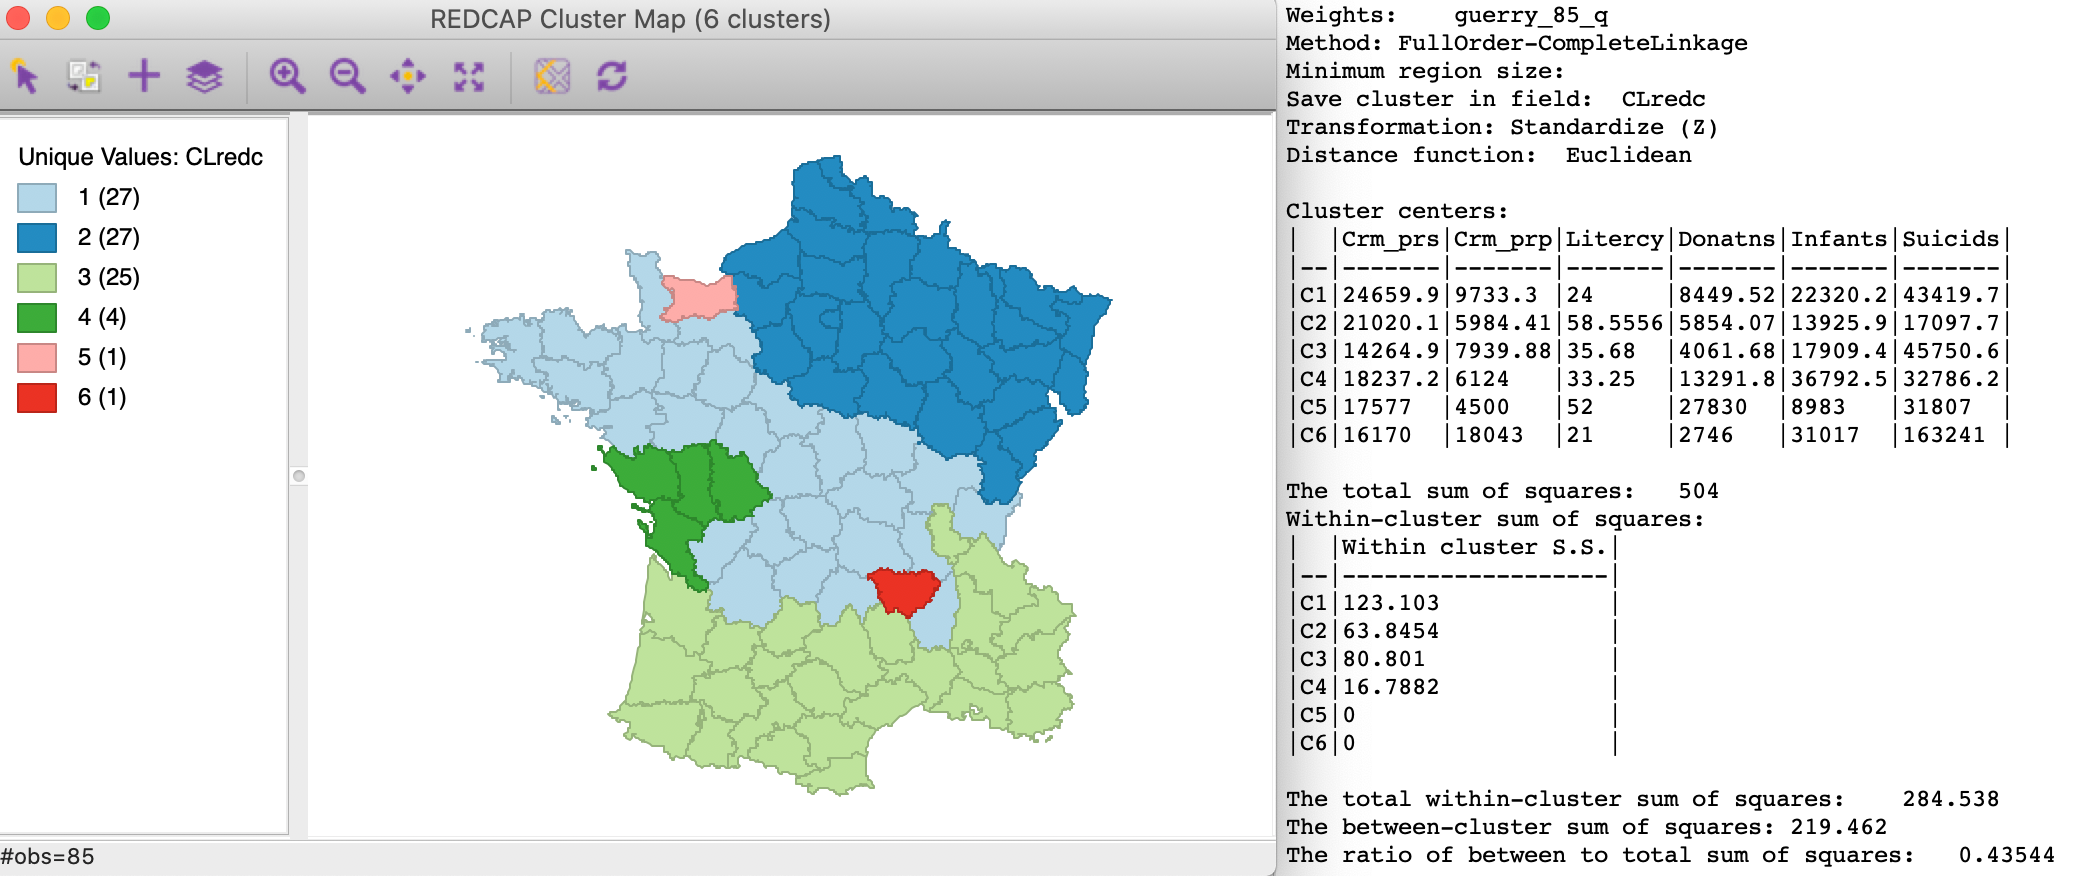 REDCAP Cluster Map (6 clusters)
Unique Values: CLredc
1 (27)
2 (27)
3 (25)
4 (4)
5 (1)
6 (1)
#obs=85
Weights:    guerry_85_q
Method: FullOrder-CompleteLinkage
Minimum region size:
Save cluster in field:  CLredc
Transformation: Standardize (Z)
Distance function:  Euclidean
Cluster centers:
|  |Crm_prs|Crm_prp|Litercy|Donatns|Infants|Suicids|
|--|-------|-------|-------|-------|-------|-------|
|C1|24659.9|9733.3 |24     |8449.52|22320.2|43419.7|
|C2|21020.1|5984.41|58.5556|5854.07|13925.9|17097.7|
|C3|14264.9|7939.88|35.68  |4061.68|17909.4|45750.6|
|C4|18237.2|6124   |33.25  |13291.8|36792.5|32786.2|
|C5|17577  |4500   |52     |27830  |8983   |31807  |
|C6|16170  |18043  |21     |2746   |31017  |163241 |
The total sum of squares:   504
Within-cluster sum of squares:
|  |Within cluster S.S.|
|--|-------------------|
|C1|123.103            |
|C2|63.8454            |
|C3|80.801             |
|C4|16.7882            |
|C5|0                  |
|C6|0                  |
The total within-cluster sum of squares:    284.538
The between-cluster sum of squares: 219.462
The ratio of between to total sum of squares:   0.43544